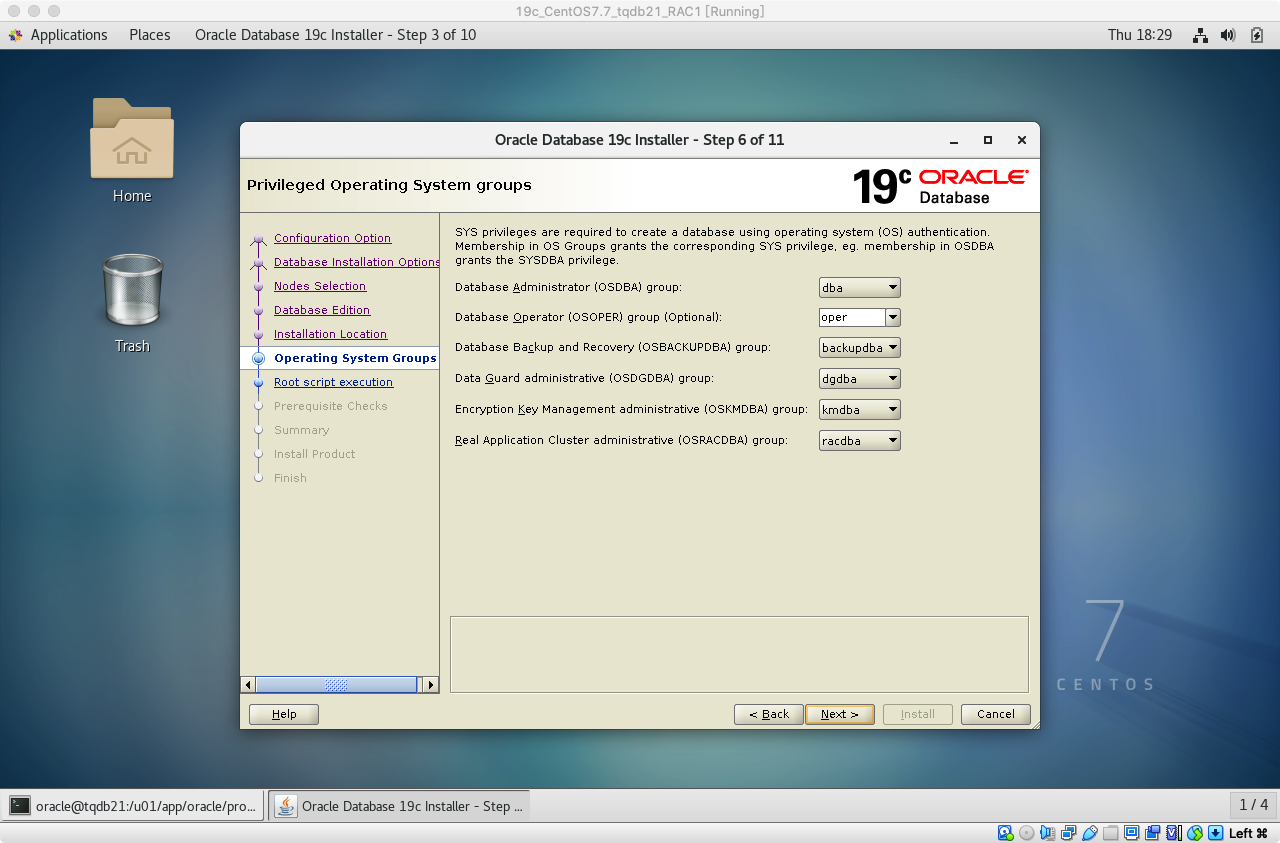 19c_CentOS7.7_tqdb21_RAC1 [Running]
Applications Places Oracle Database 19c Installer - Step 3 of 10 Thu 18:29
Home
Trash
Oracle Database 19c Installer - Step 6 of 11
Privileged Operating System groups
19c ORACLE Database
Configuration Option
Database Installation Options
Nodes Selection
Database Edition
Installation Location
Operating System Groups
Root script execution
Prerequisite Checks
Summary
Install Product
Finish
SYS privileges are required to create a database using operating system (OS) authentication.
Membership in OS Groups grants the corresponding SYS privilege, eg. membership in OSDBA
grants the SYSDBA privilege.
Database Administrator (OSDBA) group: dba
Database Operator (OSOPER) group (Optional): oper
Database Backup and Recovery (OSBACKUPDBA) group: backupdba
Data Guard administrative (OSDGDBA) group: dgdba
Encryption Key Management administrative (OSKMDBA) group: kmdba
Real Application Cluster administrative (OSRACDBA) group: racdba
Help < Back Next > Install Cancel
7
CENTOS
oracle@tqdb21:/u01/app/oracle/pro... Oracle Database 19c Installer - Step ... 1 / 4
Left ⌘